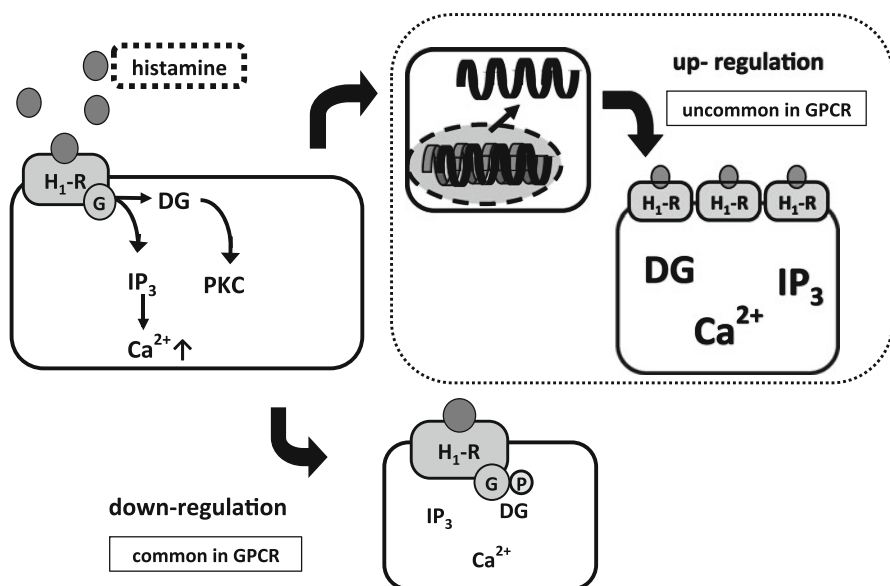 histamine
H₁-R
G
DG
IP₃
PKC
Ca²⁺ ↑
up- regulation
uncommon in GPCR
H₁-R H₁-R H₁-R
DG
IP₃
Ca²⁺
down-regulation
common in GPCR
H₁-R
G P
IP₃ DG
Ca²⁺